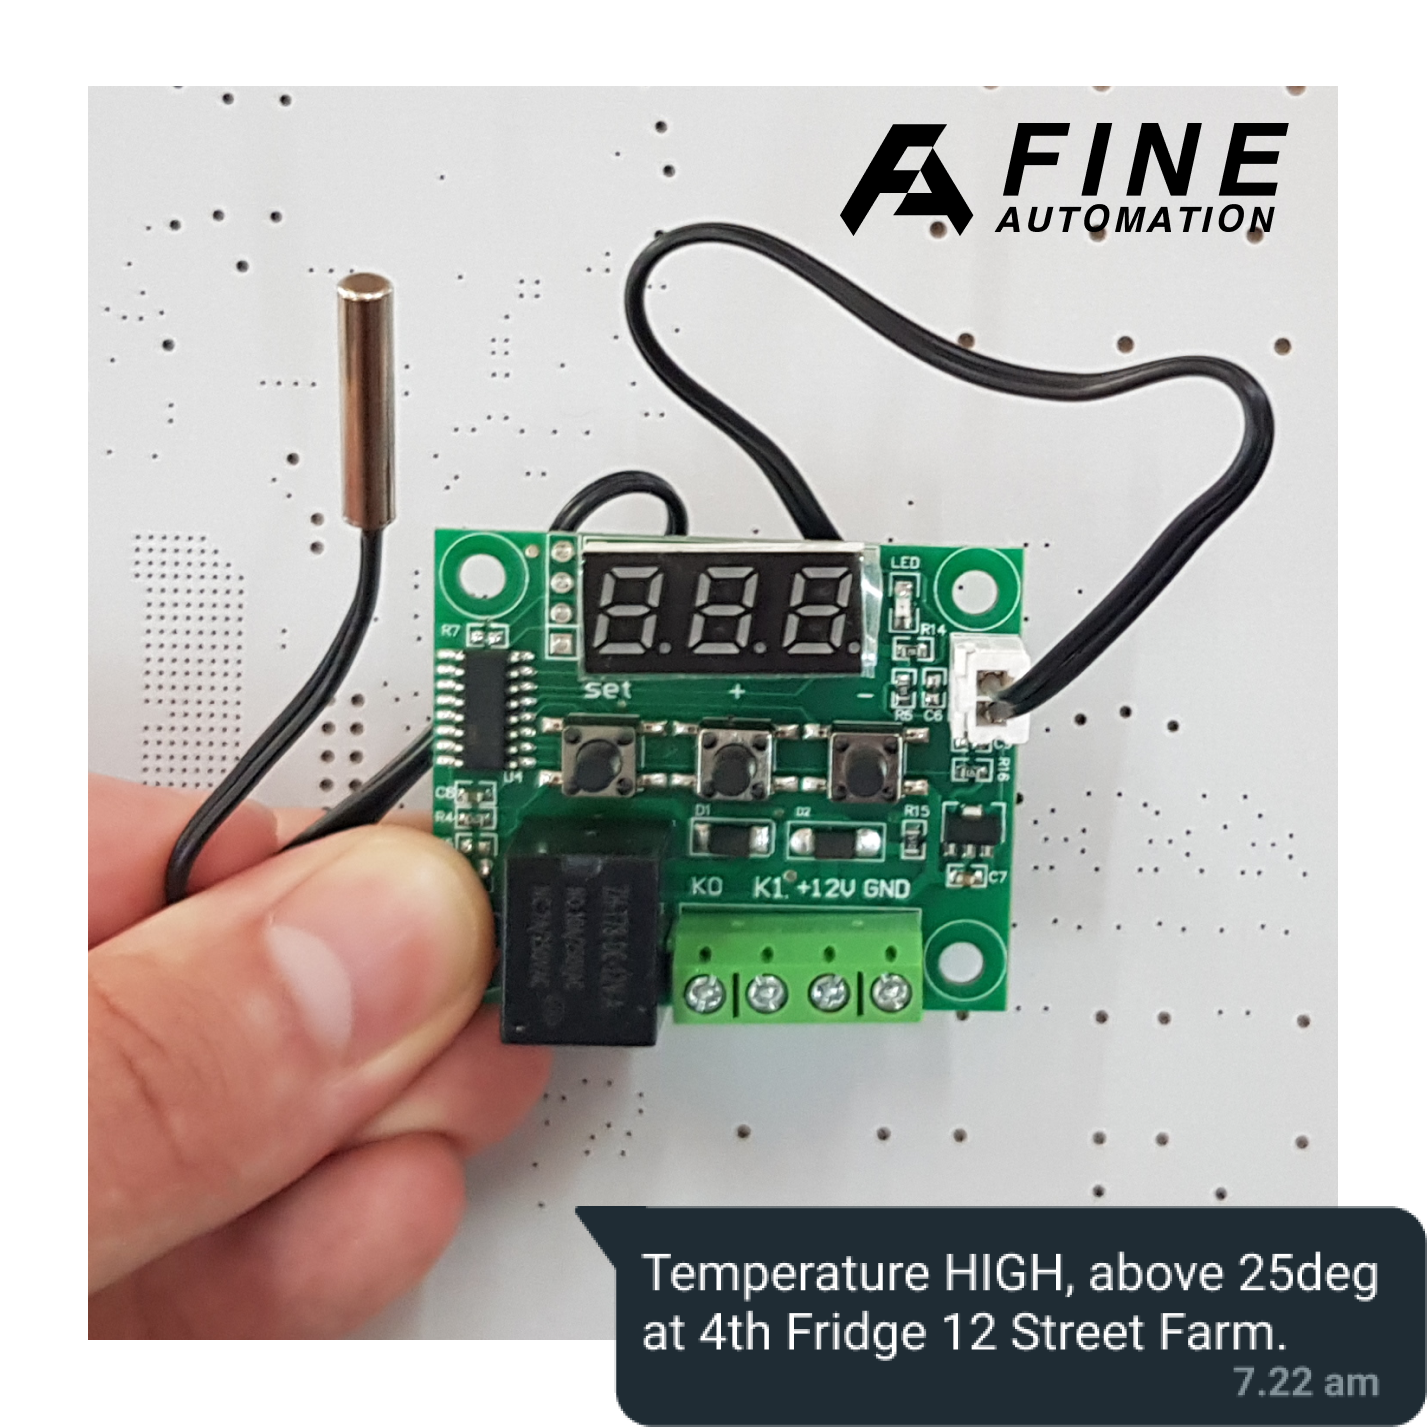 FINE
AUTOMATION
LED
R7
R14
set + -
R6 C6
U4
R16
C8
D1 D2 R15
R4
C7
K0 K1 +12V GND
Temperature HIGH, above 25deg
at 4th Fridge 12 Street Farm.
7.22 am